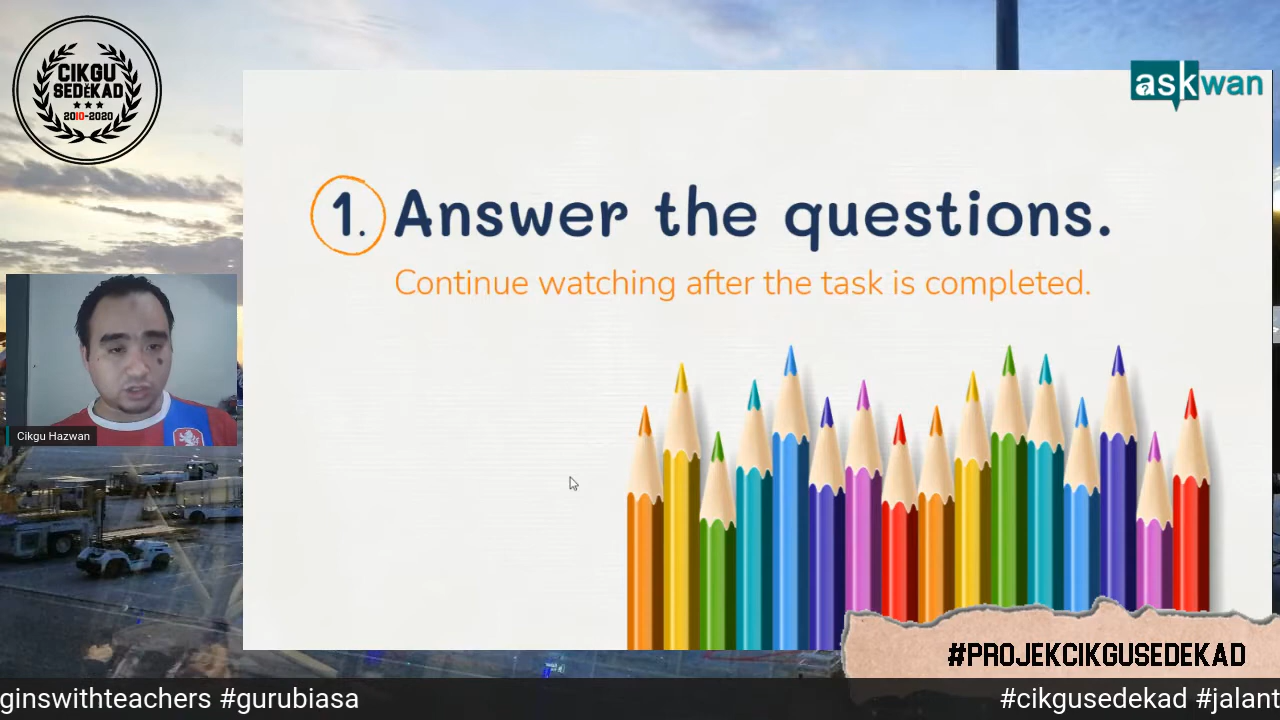 CIKGU
SEDĚKAD
2010-2020
askwan
1. Answer the questions.
Continue watching after the task is completed.
Cikgu Hazwan
#PROJEKCIKGUSEDEKAD
ginswithteachers #gurubiasa
#cikgusedekad #jalant